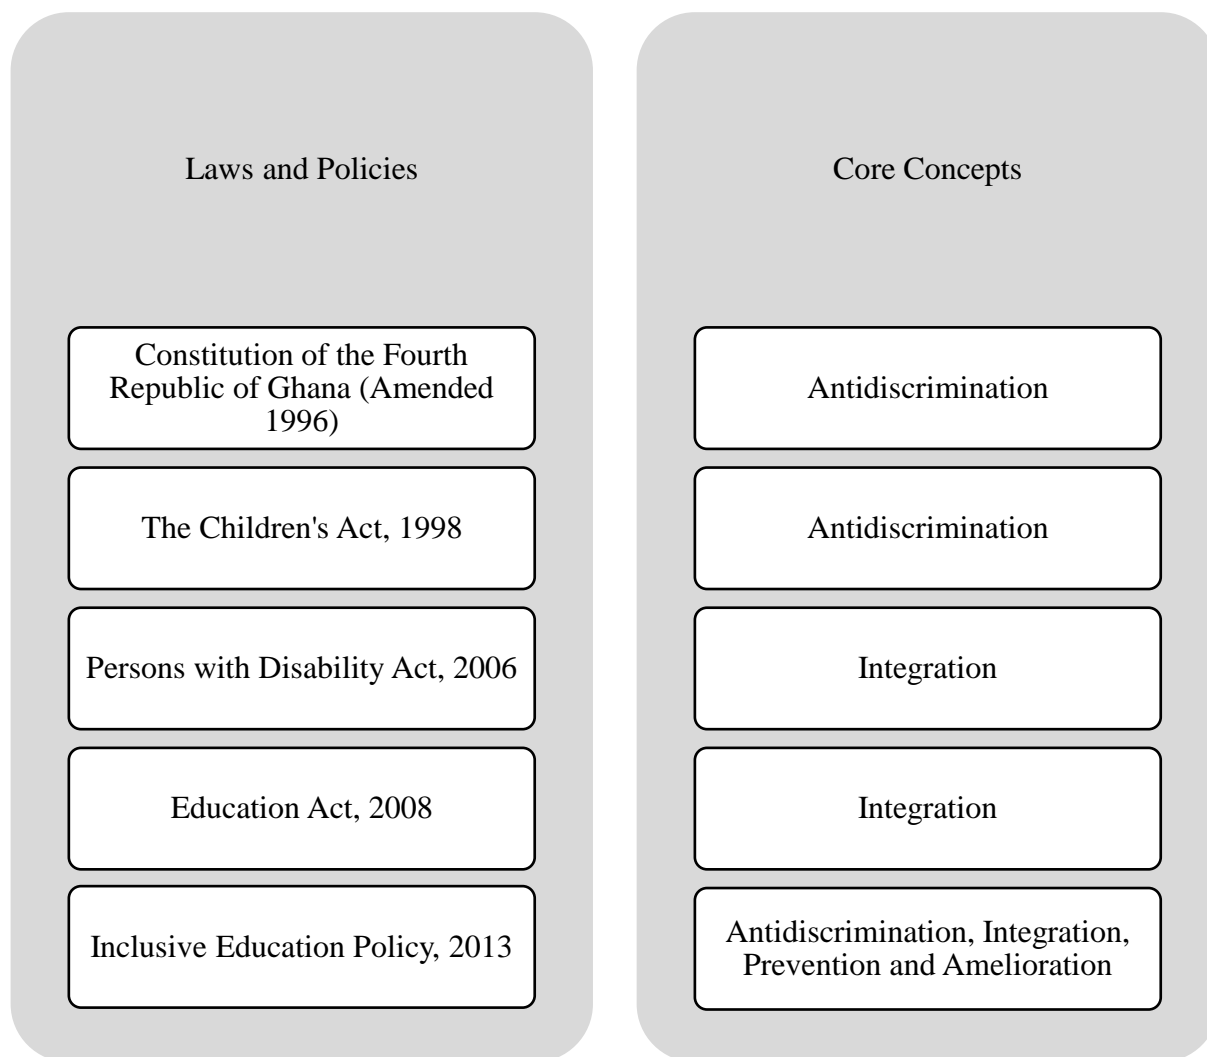 Laws and Policies
Constitution of the Fourth
Republic of Ghana (Amended
1996)
The Children's Act, 1998
Persons with Disability Act, 2006
Education Act, 2008
Inclusive Education Policy, 2013
Core Concepts
Antidiscrimination
Antidiscrimination
Integration
Integration
Antidiscrimination, Integration,
Prevention and Amelioration